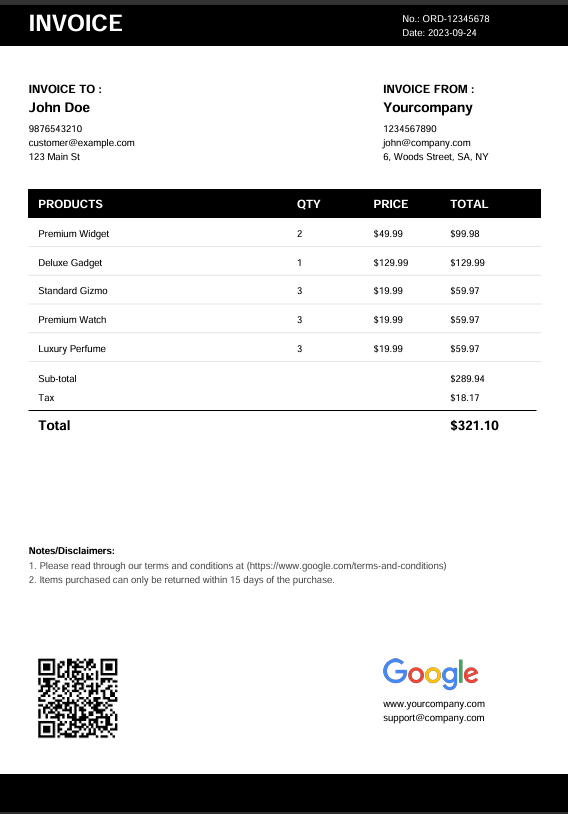 INVOICE
No.: ORD-12345678
Date: 2023-09-24
INVOICE TO :
John Doe
9876543210
customer@example.com
123 Main St
INVOICE FROM :
Yourcompany
1234567890
john@company.com
6, Woods Street, SA, NY
PRODUCTS QTY PRICE TOTAL
Premium Widget 2 $49.99 $99.98
Deluxe Gadget 1 $129.99 $129.99
Standard Gizmo 3 $19.99 $59.97
Premium Watch 3 $19.99 $59.97
Luxury Perfume 3 $19.99 $59.97
Sub-total $289.94
Tax $18.17
Total $321.10
Notes/Disclaimers:
1. Please read through our terms and conditions at (https://www.google.com/terms-and-conditions)
2. Items purchased can only be returned within 15 days of the purchase.
Google
www.yourcompany.com
support@company.com